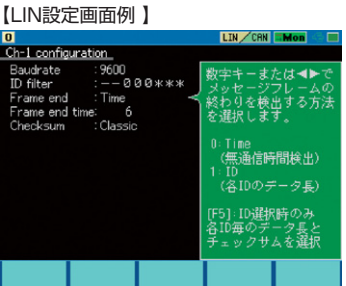 【LIN設定画面例 】
0 LIN/CAN Mon
Ch-1 configuration
Baudrate :9600
ID filter :--000***
Frame end :Time
Frame end time: 6
Checksum :Classic
数字キーまたは◀▶で
メッセージフレームの
終わりを検出する方法
を選択します。
0:Time
(無通信時間検出)
1:ID
(各IDのデータ長)
[F5]:ID選択時のみ
各ID毎のデータ長と
チェックサムを選択